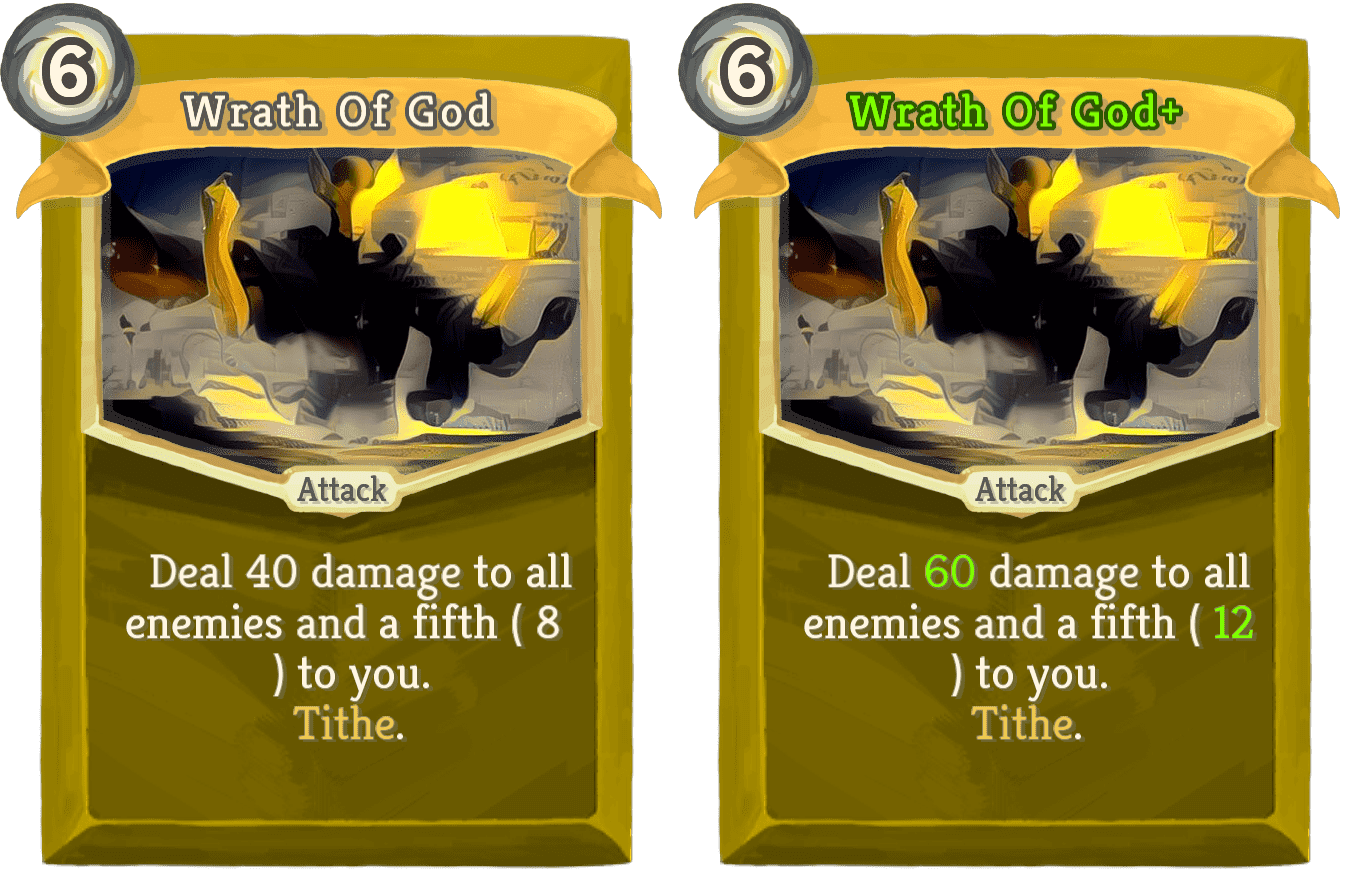 6
Wrath Of God
Attack
Deal 40 damage to all
enemies and a fifth ( 8
) to you.
Tithe.
6
Wrath Of God+
Attack
Deal 60 damage to all
enemies and a fifth ( 12
) to you.
Tithe.